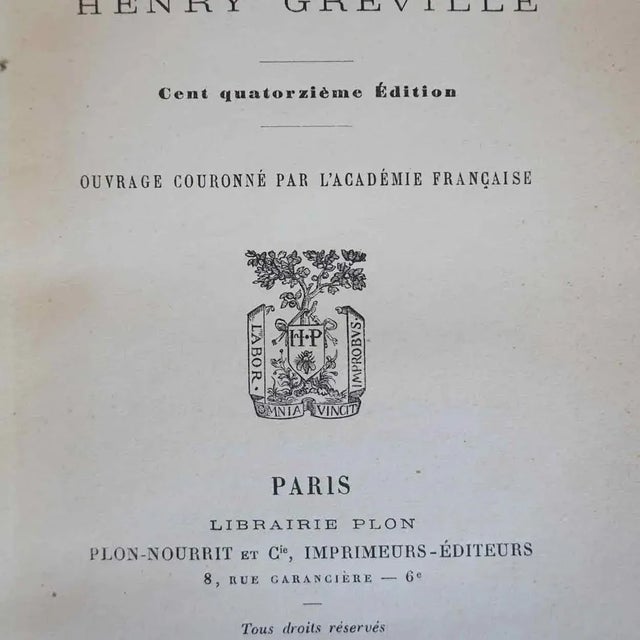 HENRY GRÉVILLE
Cent quatorzième Édition
OUVRAGE COURONNÉ PAR L'ACADÉMIE FRANÇAISE
LABOR.
H·P
IMPROBVS.
OMNIA VINCIT
PARIS
LIBRAIRIE PLON
PLON-NOURRIT ET Cie, IMPRIMEURS-ÉDITEURS
8, RUE GARANCIÈRE — 6e
Tous droits réservés